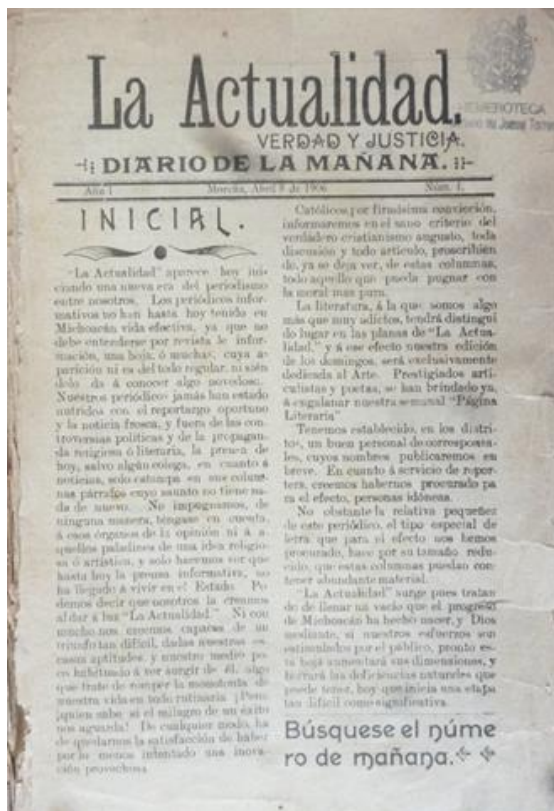 La Actualidad.
VERDAD Y JUSTICIA.
DIARIO DE LA MAÑANA.
Año I Morelia, Abril 8 de 1906 Núm. 1.
HEMEROTECA
INICIAL.
"La Actualidad" aparece hoy ini-
ciando una nueva era del periodismo
entre nosotros. Los periódicos infor-
mativos no han hasta hoy tenido en
Michoacán vida efectiva, ya que no
debe entenderse por revista de infor-
mación, una hoja, ó muchas, cuya a-
parición ni es del todo regular, ni sién
dolo da á conocer algo novedoso.
Nuestros periódicos jamás han estado
nutridos con el reportazgo oportuno
y la noticia fresca, y fuera de las con-
troversias políticas y de la propagan-
da religiosa ó literaria, la prensa de
hoy, salvo algún colega, en cuanto á
noticias, solo estampa en sus colum-
nas párrafos cuyo asunto no tiene na-
da de nuevo. No impugnamos, de
ninguna manera, téngase en cuenta,
á esos órganos de la opinión ni á a-
quellos paladines de una idea religio-
sa ó artística, y solo hacemos ver que
hasta hoy la prensa informativa, no
ha llegado á vivir en el Estado. Po-
demos decir que nosotros la creamos
al dar á luz "La Actualidad." Ni con
mucho nos creemos capaces de un
triunfo tan difícil, dadas nuestras es-
casas aptitudes, y nuestro medio po-
co habituado á ver surgir de él, algo
que trate de romper la monotonía de
nuestra vida en todo rutinaria ¡Pero
¡quien sabe si el milagro de un éxito
nos aguarda! De cualquier modo, ha
de quedarnos la satisfacción de haber
por lo menos intentado una inova-
ción provechosa
Católicos, por firmísima convicción,
informaremos en el sano criterio del
verdadero cristianismo augusto, toda
discusión y todo artículo, proscribien
do, ya se deja ver, de estas columnas,
todo aquello que pueda pugnar con
la moral mas pura.
La literatura, á la que somos algo
más que muy adictos, tendrá distingui
do lugar en las planas de "La Actua-
lidad," y á ese efecto nuestra edición
de los domingos, será exclusivamente
dedicada al Arte. Prestigiados arti-
culistas y poetas, se han brindado ya,
á engalanar nuestra semanal "Página
Literaria"
Tenemos establecido, en los distri-
tos, un buen personal de corresponsa-
les, cuyos nombres publicaremos en
breve. En cuanto á servicio de repor-
ters, creemos habernos procurado pa
ra el efecto, personas idóneas.
No obstante la relativa pequeñez
de este periódico, el tipo especial de
letra que para el efecto nos hemos
procurado, hace por su tamaño redu-
cido, que estas columnas puedan con-
tener abundante material.
"La Actualidad" surge pues tratan
do de llenar un vacío que el progreso
de Michoacán ha hecho nacer, y Dios
mediante, si nuestros esfuerzos son
estimulados por el público, pronto es-
ta hoja aumentará sus dimensiones, y
borrará las deficiencias naturales que
puede tener, hoy que inicia una etapa
tan difícil como significativa.
Búsquese el núme
ro de mañana.